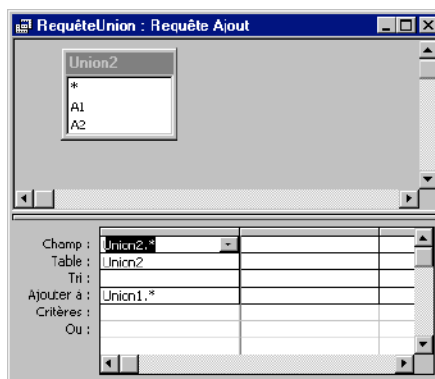 RequêteUnion : Requête Ajout
Union2
*
A1
A2
Champ : Union2.*
Table : Union2
Tri :
Ajouter à : Union1.*
Critères :
Ou :